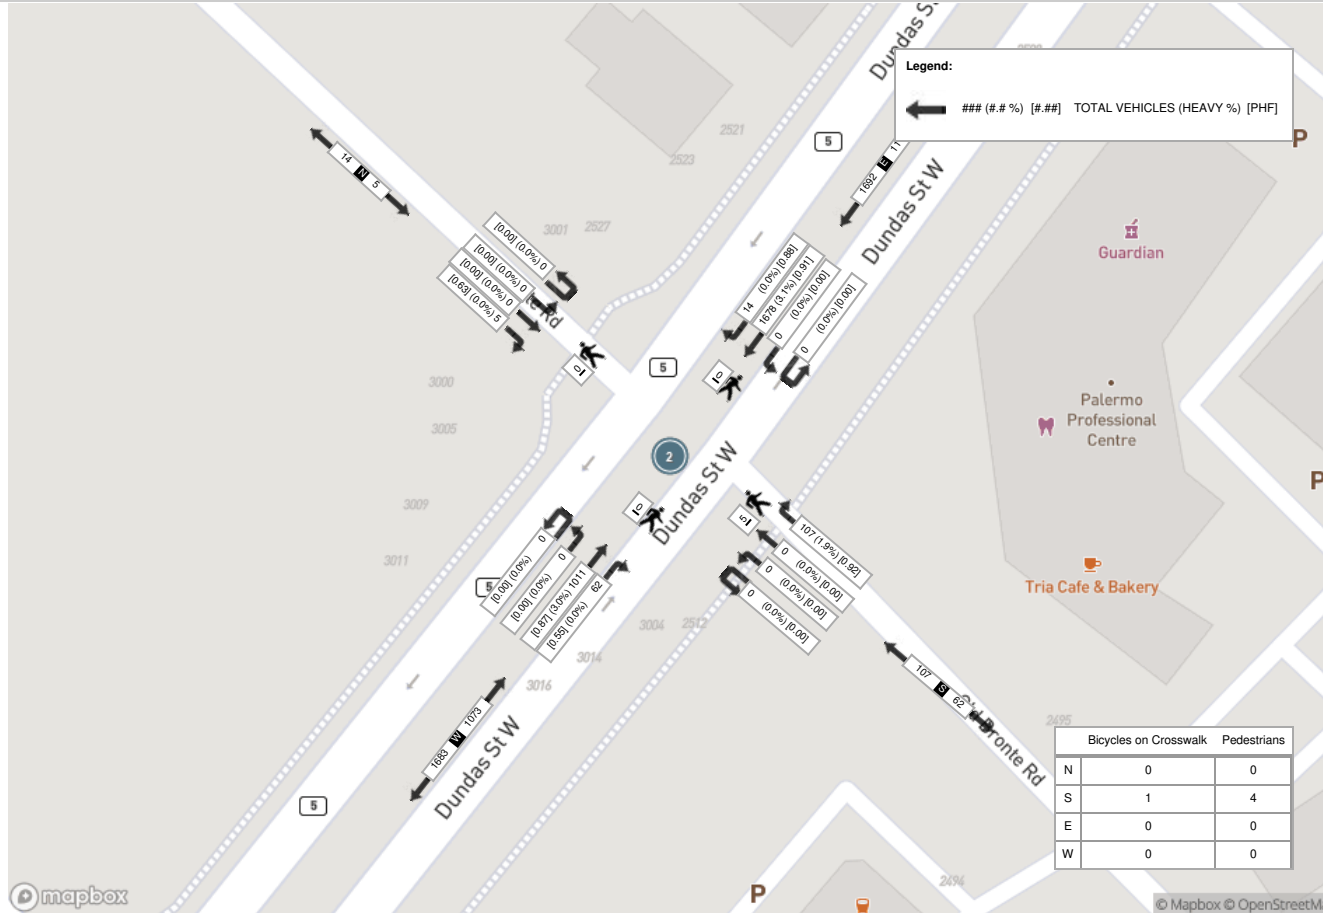 Dundas St
Legend:
### (#.# %) [#.##] TOTAL VEHICLES (HEAVY %) [PHF]
5
P
2521
2523
14 N 5
1692 E 11
Dundas St W
3001
2527
[0.00] (0.0%) 0
[0.00] (0.0%) 0
[0.00] (0.0%) 0
[0.63] (0.0%) 5
Rd
14 (0.0%) [0.88]
1678 (3.1%) [0.91]
0 (0.0%) [0.00]
0 (0.0%) [0.00]
Guardian
0
5
0
3000
3005
Palermo
Professional
Centre
2
Dundas St W
P
3009
3011
0
5
107 (1.9%) [0.92]
0 (0.0%) [0.00]
0 (0.0%) [0.00]
0 (0.0%) [0.00]
5
[0.00] (0.0%) 0
[0.00] (0.0%) 0
[0.87] (3.0%) 1011
[0.55] (0.0%) 62
Tria Cafe & Bakery
3004
2512
3014
3016
107 S 62
Old Bronte Rd
2495
1683 W 1073
Dundas St W
5
Bicycles on Crosswalk Pedestrians
N 0 0
S 1 4
E 0 0
W 0 0
2494
P
mapbox
© Mapbox © OpenStreetM